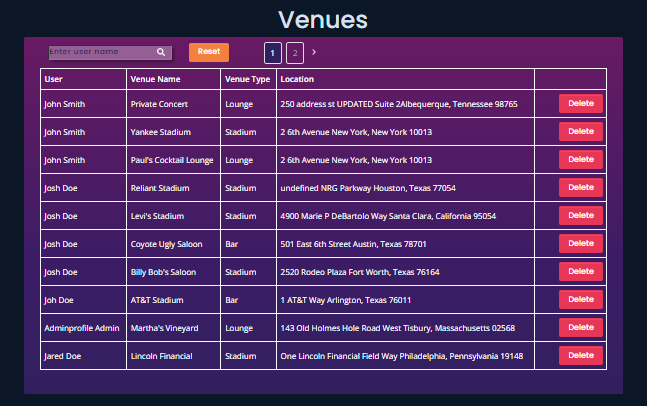 Venues
Enter user name Reset 1 2 ›
User Venue Name Venue Type Location
John Smith Private Concert Lounge 250 address st UPDATED Suite 2Albequerque, Tennessee 98765 Delete
John Smith Yankee Stadium Stadium 2 6th Avenue New York, New York 10013 Delete
John Smith Paul's Cocktail Lounge Lounge 2 6th Avenue New York, New York 10013 Delete
Josh Doe Reliant Stadium Stadium undefined NRG Parkway Houston, Texas 77054 Delete
Josh Doe Levi's Stadium Stadium 4900 Marie P DeBartolo Way Santa Clara, California 95054 Delete
Josh Doe Coyote Ugly Saloon Bar 501 East 6th Street Austin, Texas 78701 Delete
Josh Doe Billy Bob's Saloon Stadium 2520 Rodeo Plaza Fort Worth, Texas 76164 Delete
Joh Doe AT&T Stadium Bar 1 AT&T Way Arlington, Texas 76011 Delete
Adminprofile Admin Martha's Vineyard Lounge 143 Old Holmes Hole Road West Tisbury, Massachusetts 02568 Delete
Jared Doe Lincoln Financial Stadium One Lincoln Financial Field Way Philadelphia, Pennsylvania 19148 Delete